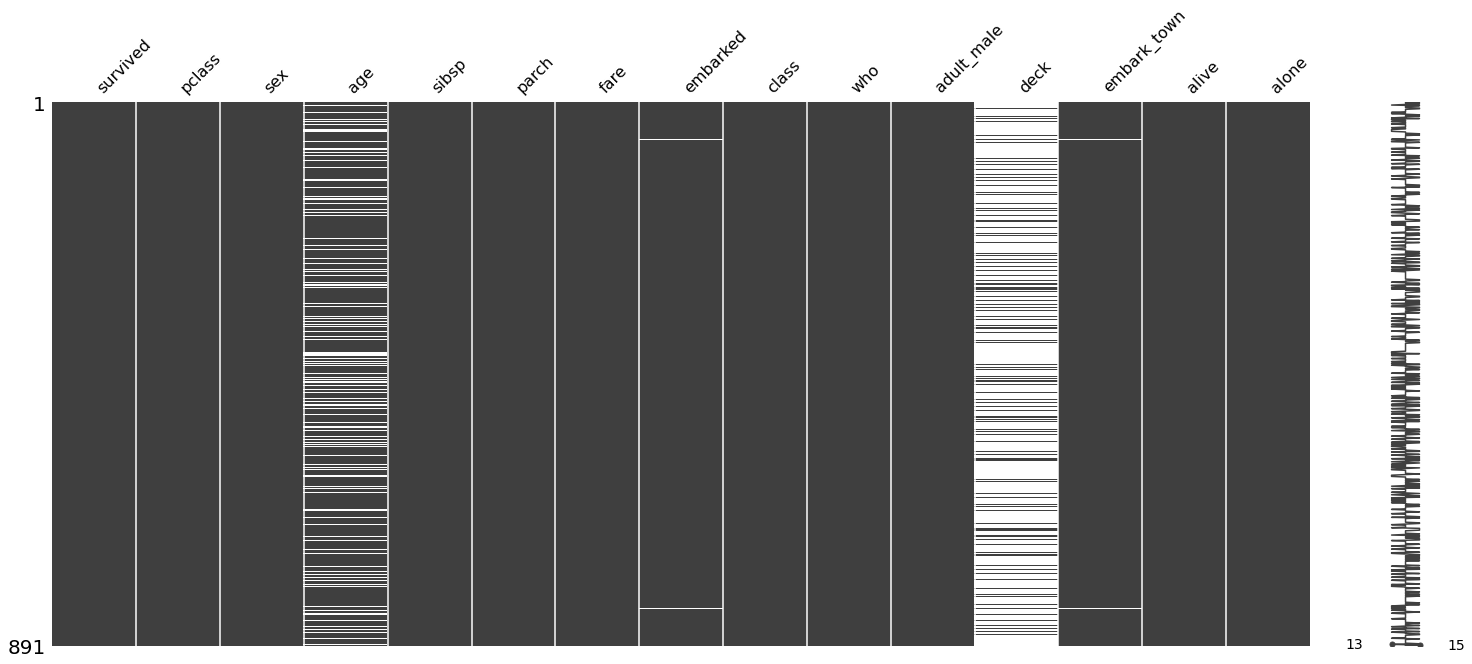 survived
pclass
sex
age
sibsp
parch
fare
embarked
class
who
adult_male
deck
embark_town
alive
alone
1
891
13
15